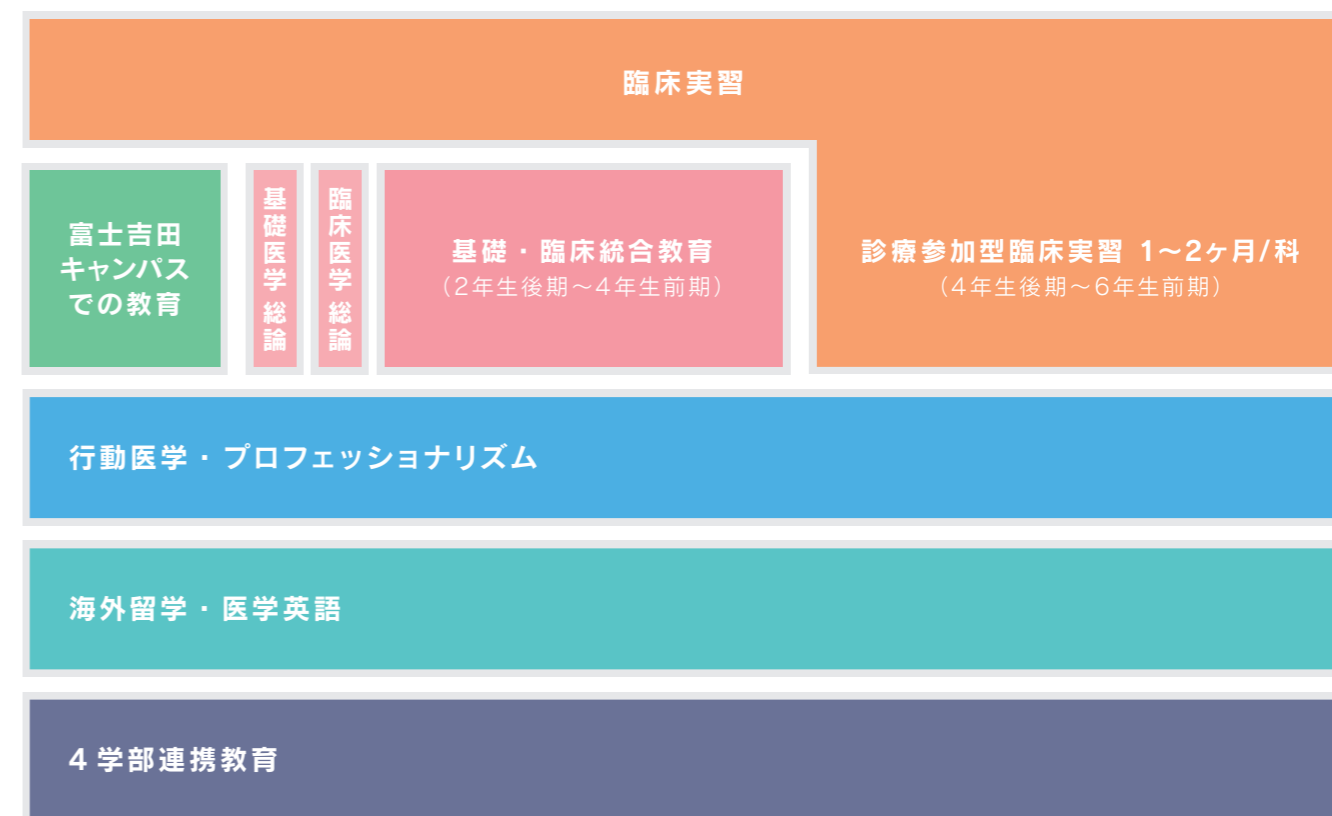 臨床実習
富士吉田
キャンパス
での教育
基礎医学 総論
臨床医学 総論
基礎・臨床統合教育
（2年生後期～4年生前期）
診療参加型臨床実習 1～2ヶ月/科
（4年生後期～6年生前期）
行動医学・プロフェッショナリズム
海外留学・医学英語
4 学部連携教育